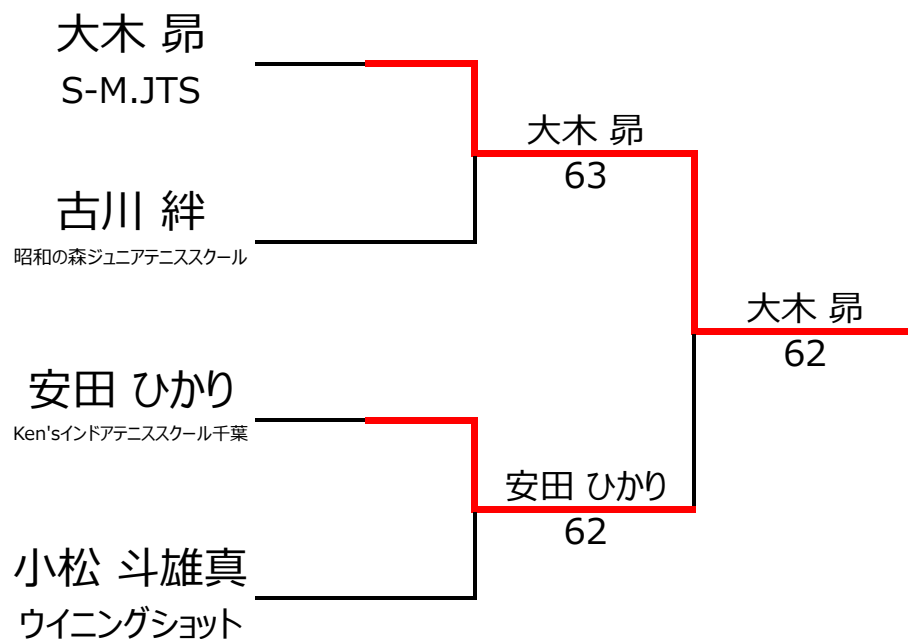 大木 昴
S-M.JTS
古川 絆
昭和の森ジュニアテニススクール
安田 ひかり
Ken'sインドアテニススクール千葉
小松 斗雄真
ウイニングショット
大木 昴
63
安田 ひかり
62
大木 昴
62